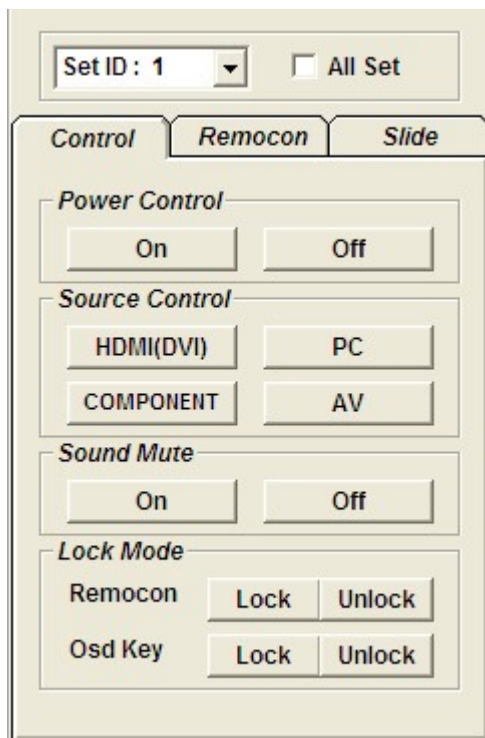 Set ID : 1 All Set
Control Remocon Slide
Power Control
On Off
Source Control
HDMI(DVI) PC
COMPONENT AV
Sound Mute
On Off
Lock Mode
Remocon Lock Unlock
Osd Key Lock Unlock